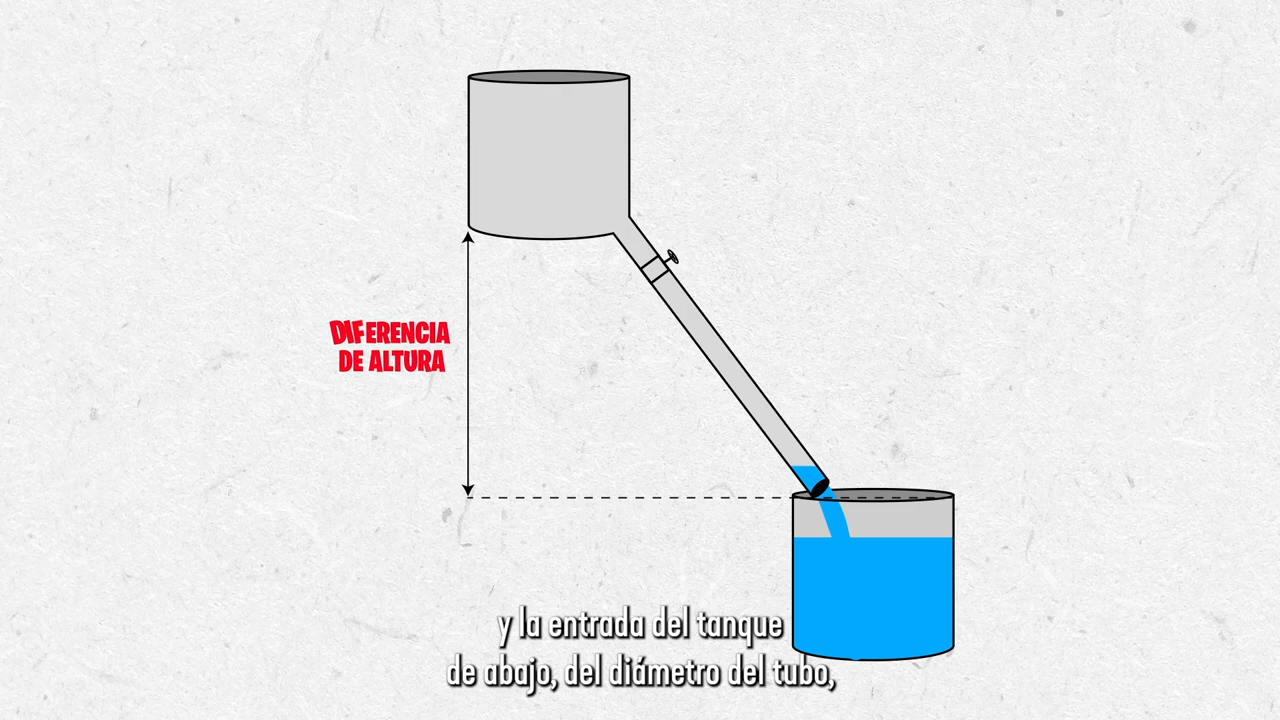 DIFERENCIA
DE ALTURA
y la entrada del tanque
de abajo, del diámetro del tubo,